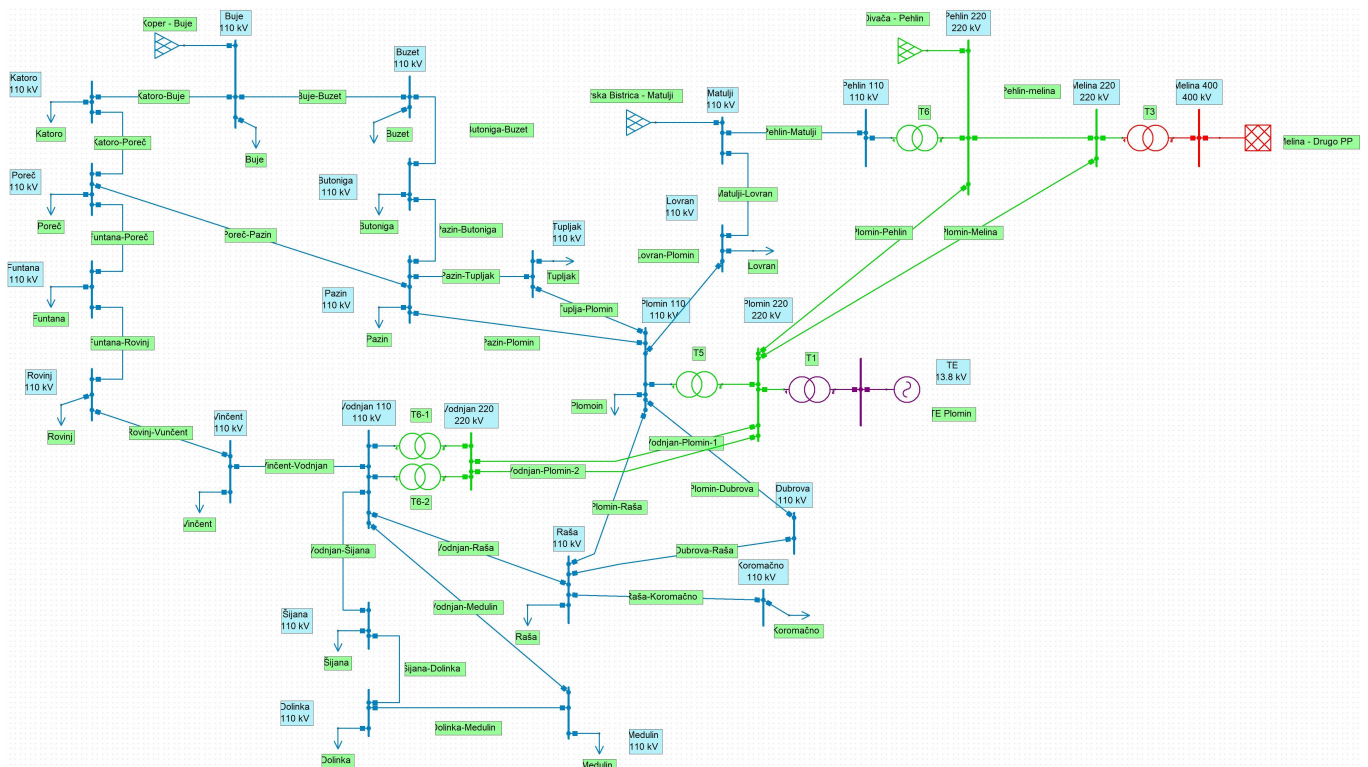 Koper - Buje
Buje
110 kV
Divača - Pehlin
Pehlin 220
220 kV
Katoro
110 kV
Buzet
110 kV
Katoro-Buje
Buje-Buzet
rska Bistrica - Matulji
Matulji
110 kV
Pehlin 110
110 kV
Pehlin-melina
Melina 220
220 kV
Melina 400
400 kV
T6
T3
Katoro
Buje
Buzet
Butoniga-Buzet
Pehlin-Matulji
Melina - Drugo PP
Katoro-Poreč
Poreč
110 kV
Butoniga
110 kV
Matulji-Lovran
Lovran
110 kV
Poreč
Butoniga
Funtana-Poreč
Poreč-Pazin
Pazin-Butoniga
Tupljak
110 kV
Plomin-Pehlin
Plomin-Melina
Lovran-Plomin
Lovran
Funtana
110 kV
Pazin-Tupljak
Tupljak
Pazin
110 kV
Tuplja-Plomin
Plomin 110
110 kV
Plomin 220
220 kV
Funtana
Funtana-Rovinj
Pazin
Pazin-Plomin
T5
T1
TE
13.8 kV
Rovinj
110 kV
Plomoin
TE Plomin
Vinčent
110 kV
Vodnjan 110
110 kV
T6-1
Vodnjan 220
220 kV
Rovinj
Rovinj-Vunčent
Vodnjan-Plomin-1
Vinčent-Vodnjan
Vodnjan-Plomin-2
T6-2
Plomin-Dubrova
Dubrova
110 kV
Plomin-Raša
Vinčent
Raša
110 kV
Vodnjan-Šijana
Vodnjan-Raša
Dubrova-Raša
Koromačno
110 kV
Raša-Koromačno
Vodnjan-Medulin
Šijana
110 kV
Raša
Koromačno
Šijana
Šijana-Dolinka
Dolinka
110 kV
Dolinka-Medulin
Medulin
110 kV
Dolinka
Medulin